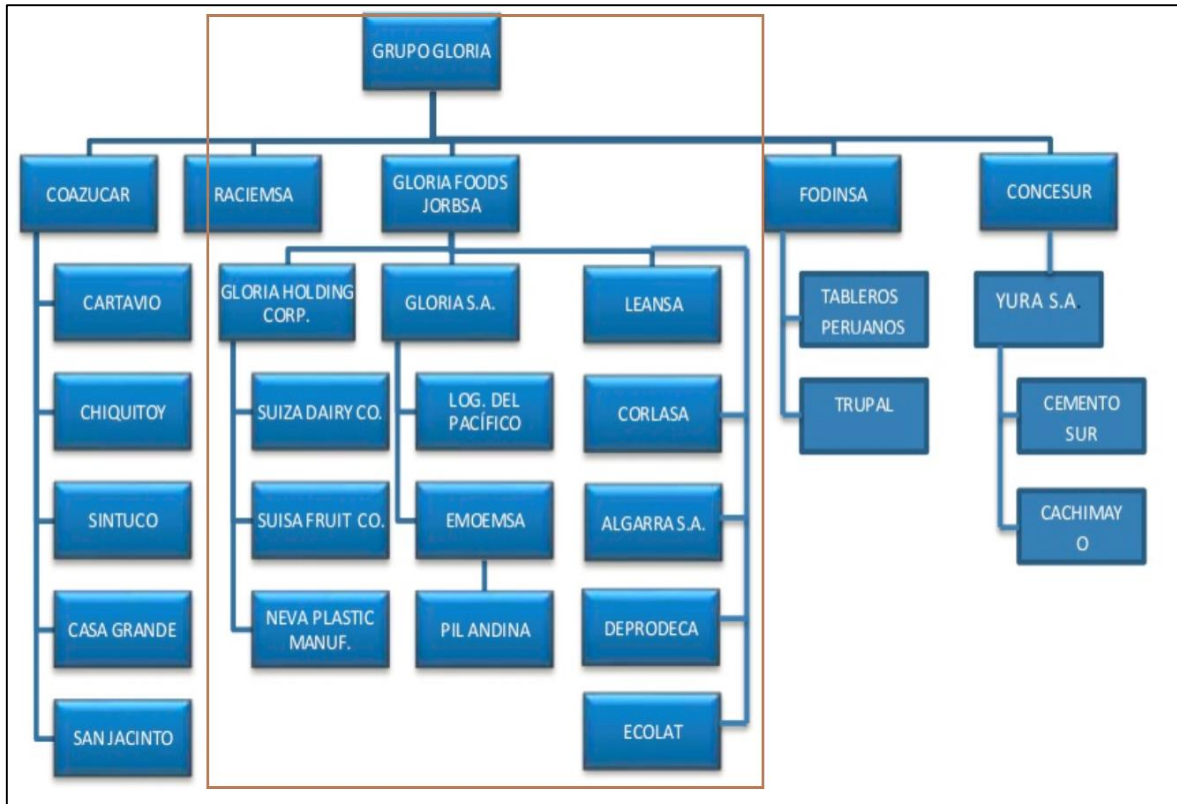 GRUPO GLORIA
COAZUCAR
RACIEMSA
GLORIA FOODS
JORBSA
FODINSA
CONCESUR
CARTAVIO
CHIQUITOY
SINTUCO
CASA GRANDE
SAN JACINTO
GLORIA HOLDING
CORP.
SUIZA DAIRY CO.
SUISA FRUIT CO.
NEVA PLASTIC
MANUF.
GLORIA S.A.
LOG. DEL
PACÍFICO
EMOEMSA
PIL ANDINA
LEANSA
CORLASA
ALGARRA S.A.
DEPRODECA
ECOLAT
TABLEROS
PERUANOS
TRUPAL
YURA S.A.
CEMENTO
SUR
CACHIMAY
O